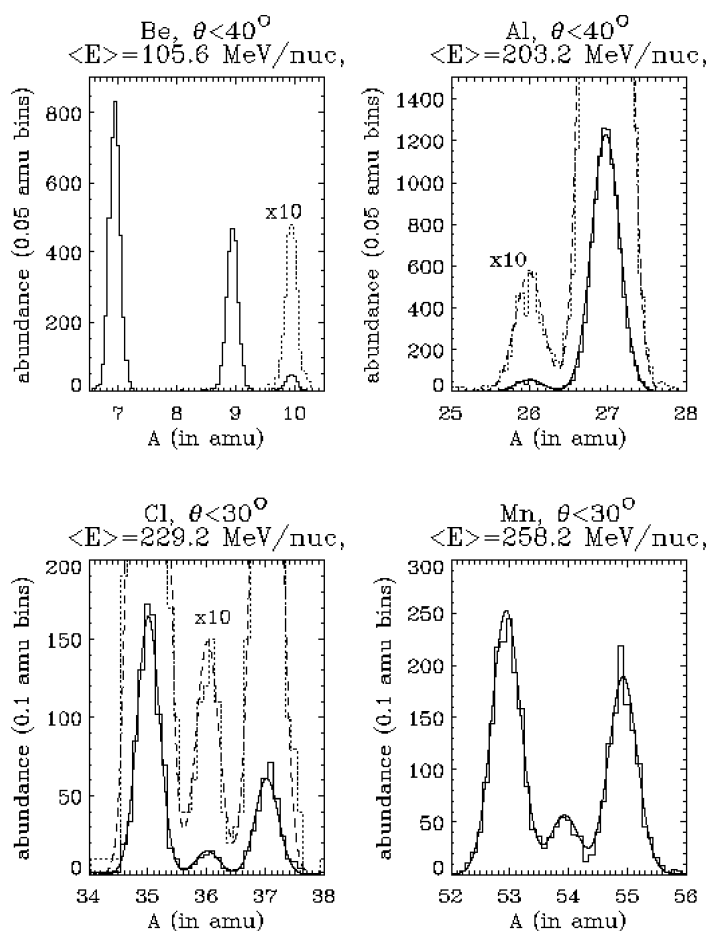 Be, θ<40°
<E>=105.6 MeV/nuc,
abundance (0.05 amu bins)
800
600
400
200
0
x10
7 8 9 10
A (in amu)
Al, θ<40°
<E>=203.2 MeV/nuc,
abundance (0.05 amu bins)
1400
1200
1000
800
600
400
200
0
x10
25 26 27 28
A (in amu)
Cl, θ<30°
<E>=229.2 MeV/nuc,
abundance (0.1 amu bins)
200
150
100
50
0
x10
34 35 36 37 38
A (in amu)
Mn, θ<30°
<E>=258.2 MeV/nuc,
abundance (0.1 amu bins)
300
250
200
150
100
50
0
52 53 54 55 56
A (in amu)